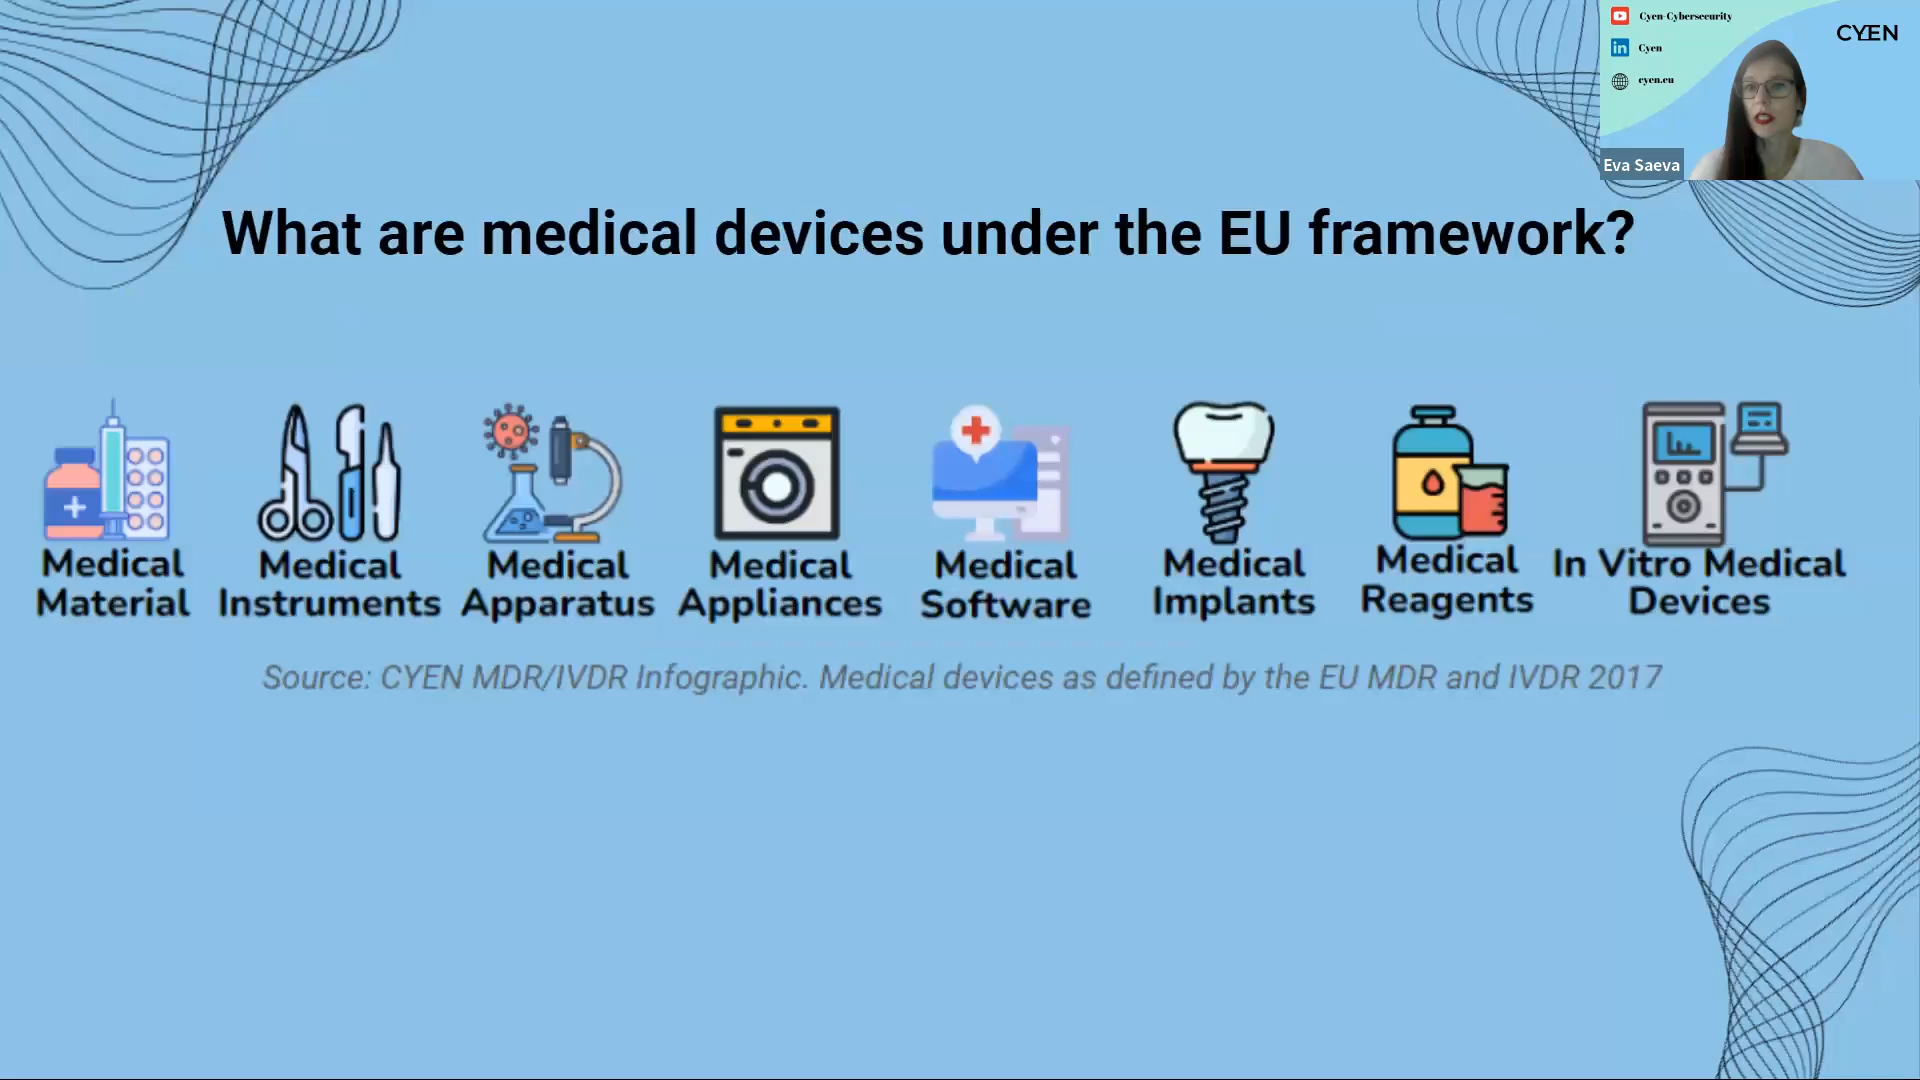 Cyen-Cybersecurity
Cyen
cyen.eu
CYEN
Eva Saeva
What are medical devices under the EU framework?
Medical
Material
Medical
Instruments
Medical
Apparatus
Medical
Appliances
Medical
Software
Medical
Implants
Medical
Reagents
In Vitro Medical
Devices
Source: CYEN MDR/IVDR Infographic. Medical devices as defined by the EU MDR and IVDR 2017